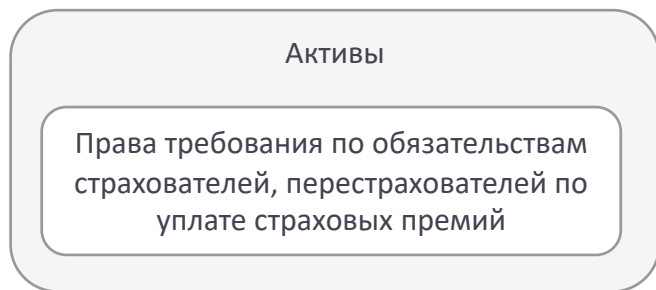 Активы
Права требования по обязательствам
страхователей, перестрахователей по
уплате страховых премий